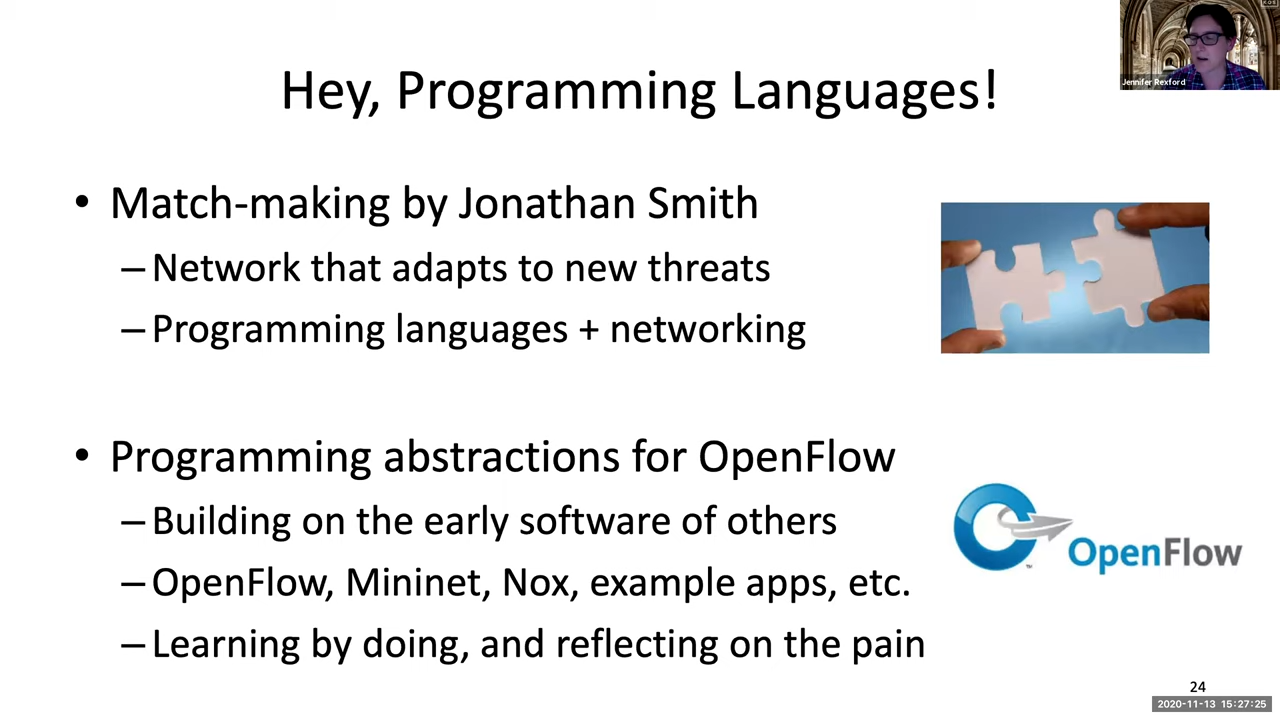 Hey, Programming Languages!
Jennifer Rexford
• Match-making by Jonathan Smith
–Network that adapts to new threats
–Programming languages + networking
• Programming abstractions for OpenFlow
–Building on the early software of others
–OpenFlow, Mininet, Nox, example apps, etc.
–Learning by doing, and reflecting on the pain
OpenFlow
™
24
2020-11-13 15:27:25